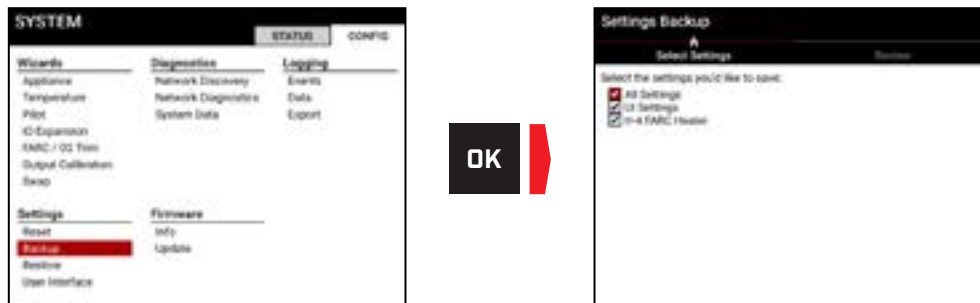 SYSTEM
STATUS CONFIG
Wizards Diagnostics Logging
Appliance Network Discovery Events
Temperature Network Diagnostics Data
Pilot System Data Export
IO Expansion
FARC / O2 Trim
Output Calibration
Swap
Settings Firmware
Reset Info
Backup Update
Restore
User Interface
OK
Settings Backup
Select Settings Review
Select the settings you'd like to save:
All Settings
UI Settings
FARC Heater